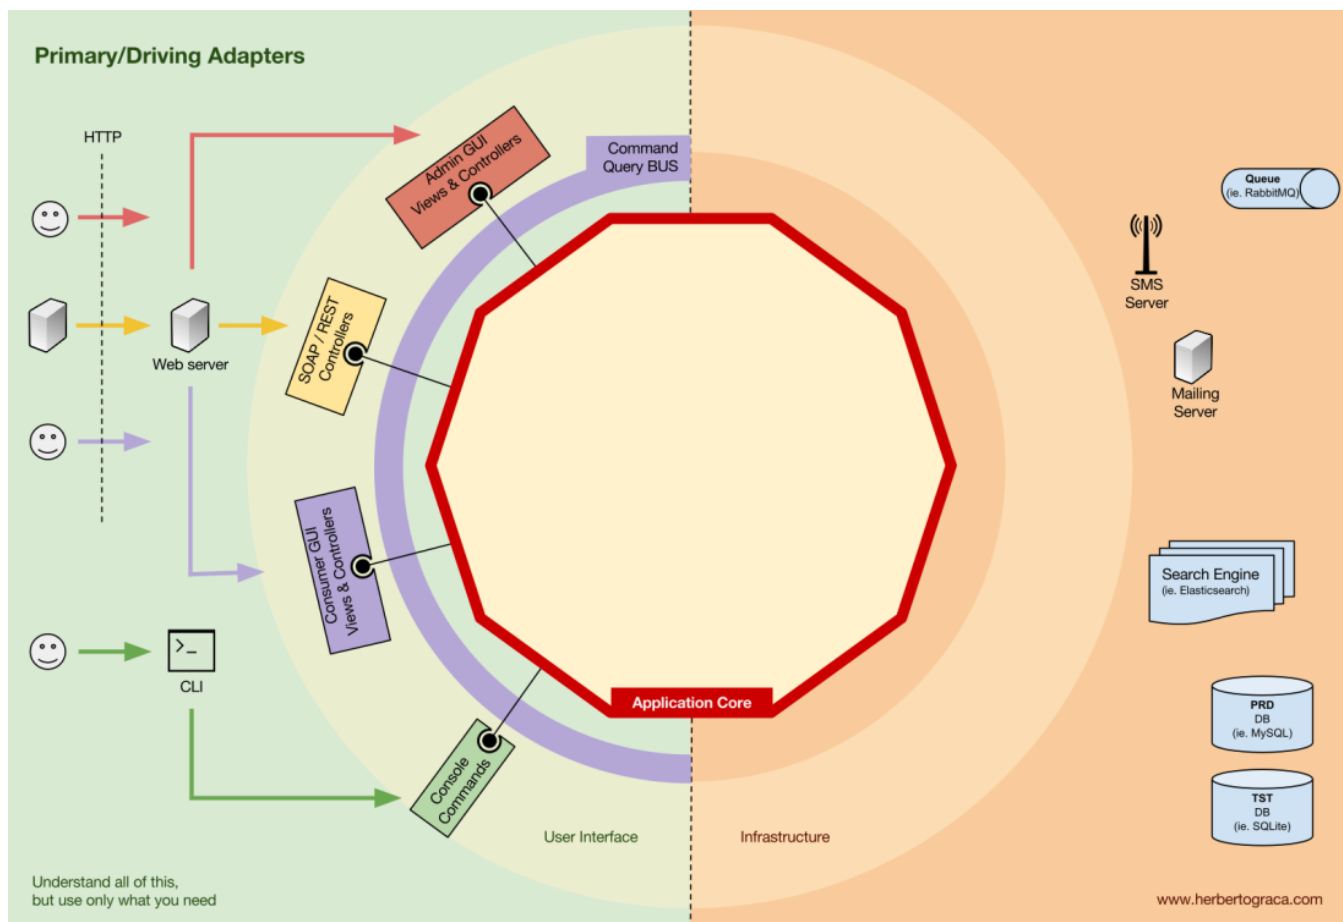 Primary/Driving Adapters
HTTP
Admin GUI
Views & Controllers
Command
Query BUS
Queue
(ie. RabbitMQ)
SMS
Server
SOAP / REST
Controllers
Web server
Mailing
Server
Consumer GUI
Views & Controllers
Search Engine
(ie. Elasticsearch)
>_
CLI
Application Core
PRD
DB
(ie. MySQL)
Console
Commands
TST
DB
(ie. SQLite)
User Interface
Infrastructure
Understand all of this,
but use only what you need
www.herbertograca.com